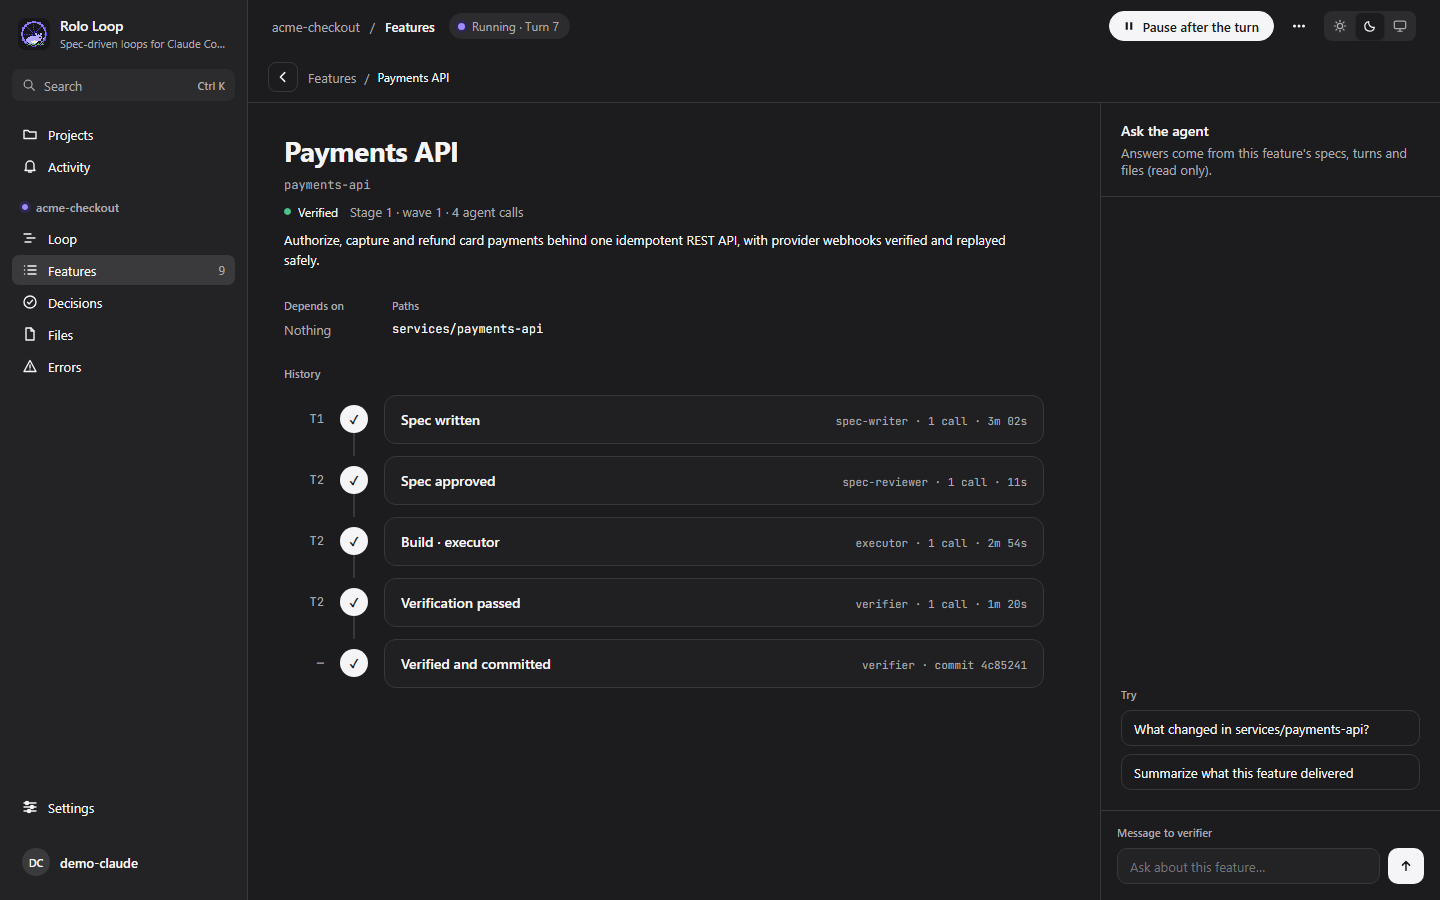 Rolo Loop
Spec-driven loops for Claude Co...
Search
Ctrl K
Projects
Activity
acme-checkout
Loop
Features
9
Decisions
Files
Errors
Settings
DC
demo-claude
acme-checkout / Features
Running · Turn 7
Pause after the turn
Features / Payments API
Payments API
payments-api
Verified Stage 1 · wave 1 · 4 agent calls
Authorize, capture and refund card payments behind one idempotent REST API, with provider webhooks verified and replayed
safely.
Depends on
Nothing
Paths
services/payments-api
History
T1
Spec written
spec-writer · 1 call · 3m 02s
T2
Spec approved
spec-reviewer · 1 call · 11s
T2
Build · executor
executor · 1 call · 2m 54s
T2
Verification passed
verifier · 1 call · 1m 20s
–
Verified and committed
verifier · commit 4c85241
Ask the agent
Answers come from this feature's specs, turns and
files (read only).
Try
What changed in services/payments-api?
Summarize what this feature delivered
Message to verifier
Ask about this feature...